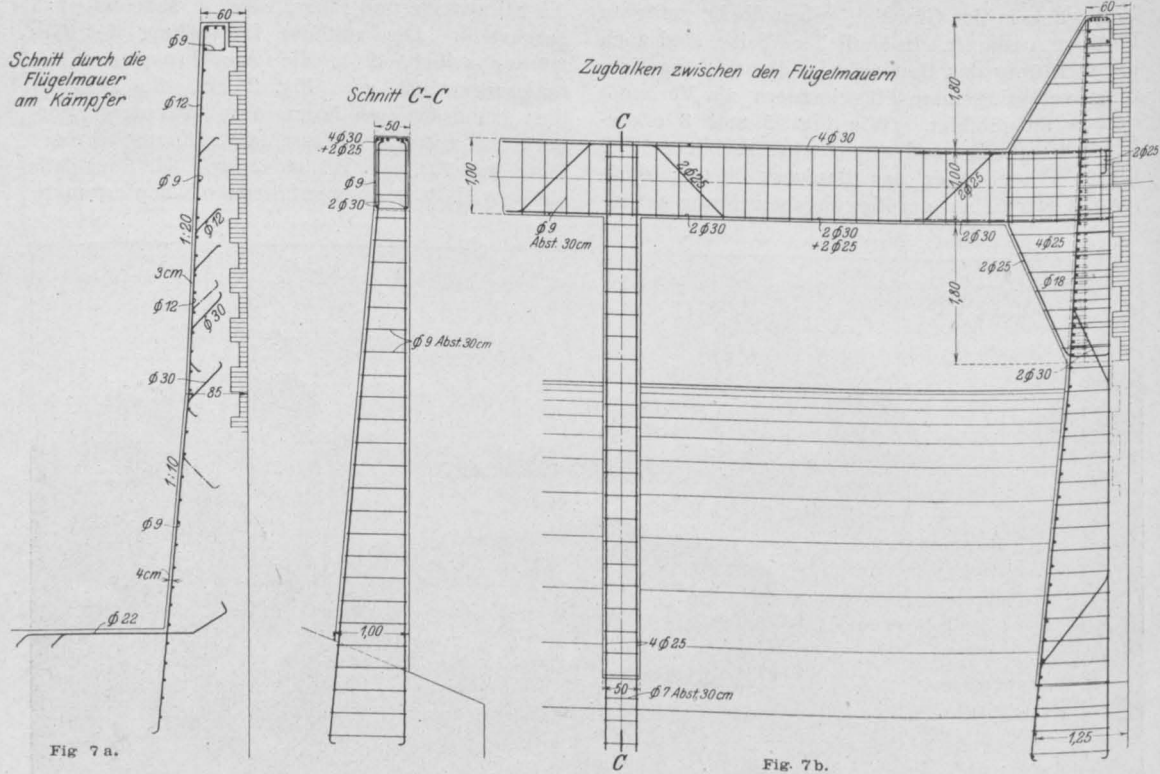 60
φ9
Schnitt durch die
Flügelmauer
am Kämpfer
φ12
φ9
1:20
φ12
3cm
φ12
φ30
φ30
85
1:10
φ9
4cm
φ22
Fig 7a.
Schnitt C-C
50
4φ30
+2φ25
φ9
2φ30
φ9 Abst. 30cm
1,00
Zugbalken zwischen den Flügelmauern
60
1,80
C
4φ30
2φ25
1,00
2φ25
1,00
2φ25
φ9
Abst. 30cm
2φ30
2φ30
+2φ25
2φ30
4φ25
2φ25
φ18
1,80
2φ30
4φ25
50
φ7 Abst. 30cm
1,25
C
Fig. 7b.